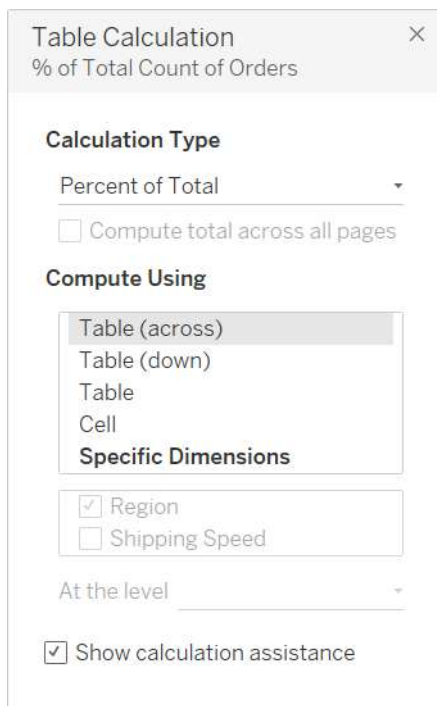 Table Calculation
% of Total Count of Orders
Calculation Type
Percent of Total
Compute total across all pages
Compute Using
Table (across)
Table (down)
Table
Cell
Specific Dimensions
Region
Shipping Speed
At the level
Show calculation assistance